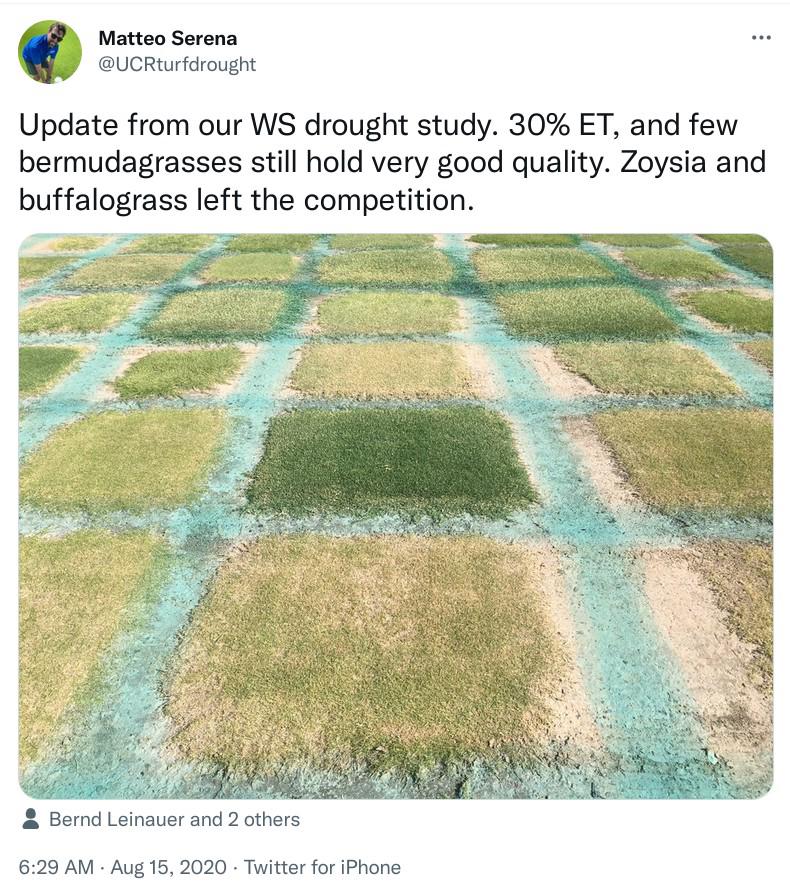 Matteo Serena
@UCRturfdrought
Update from our WS drought study. 30% ET, and few
bermudagrasses still hold very good quality. Zoysia and
buffalograss left the competition.
Bernd Leinauer and 2 others
6:29 AM · Aug 15, 2020 · Twitter for iPhone